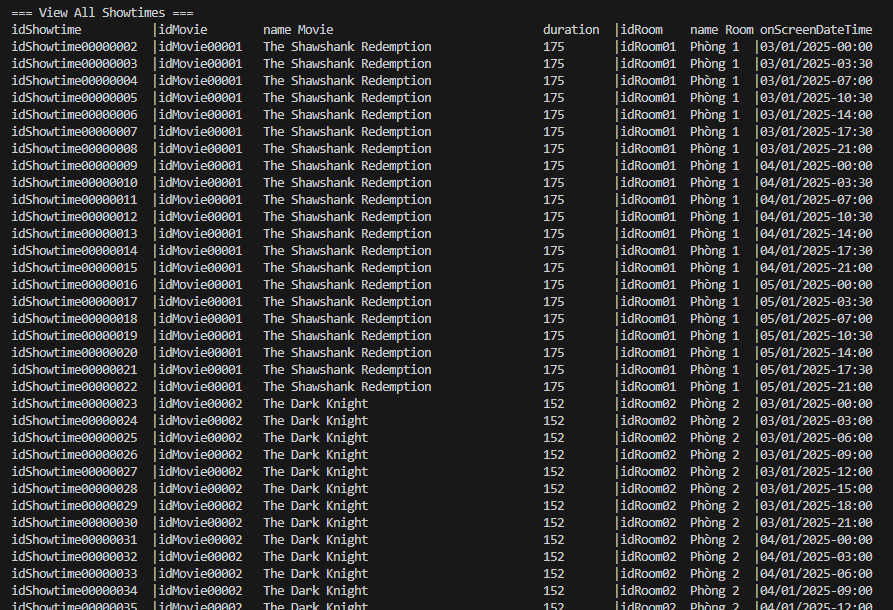 === View All Showtimes ===
idShowtime |idMovie name Movie duration |idRoom name Room onScreenDateTime
idShowtime00000002 |idMovie00001 The Shawshank Redemption 175 |idRoom01 Phòng 1 |03/01/2025-00:00
idShowtime00000003 |idMovie00001 The Shawshank Redemption 175 |idRoom01 Phòng 1 |03/01/2025-03:30
idShowtime00000004 |idMovie00001 The Shawshank Redemption 175 |idRoom01 Phòng 1 |03/01/2025-07:00
idShowtime00000005 |idMovie00001 The Shawshank Redemption 175 |idRoom01 Phòng 1 |03/01/2025-10:30
idShowtime00000006 |idMovie00001 The Shawshank Redemption 175 |idRoom01 Phòng 1 |03/01/2025-14:00
idShowtime00000007 |idMovie00001 The Shawshank Redemption 175 |idRoom01 Phòng 1 |03/01/2025-17:30
idShowtime00000008 |idMovie00001 The Shawshank Redemption 175 |idRoom01 Phòng 1 |03/01/2025-21:00
idShowtime00000009 |idMovie00001 The Shawshank Redemption 175 |idRoom01 Phòng 1 |04/01/2025-00:00
idShowtime00000010 |idMovie00001 The Shawshank Redemption 175 |idRoom01 Phòng 1 |04/01/2025-03:30
idShowtime00000011 |idMovie00001 The Shawshank Redemption 175 |idRoom01 Phòng 1 |04/01/2025-07:00
idShowtime00000012 |idMovie00001 The Shawshank Redemption 175 |idRoom01 Phòng 1 |04/01/2025-10:30
idShowtime00000013 |idMovie00001 The Shawshank Redemption 175 |idRoom01 Phòng 1 |04/01/2025-14:00
idShowtime00000014 |idMovie00001 The Shawshank Redemption 175 |idRoom01 Phòng 1 |04/01/2025-17:30
idShowtime00000015 |idMovie00001 The Shawshank Redemption 175 |idRoom01 Phòng 1 |04/01/2025-21:00
idShowtime00000016 |idMovie00001 The Shawshank Redemption 175 |idRoom01 Phòng 1 |05/01/2025-00:00
idShowtime00000017 |idMovie00001 The Shawshank Redemption 175 |idRoom01 Phòng 1 |05/01/2025-03:30
idShowtime00000018 |idMovie00001 The Shawshank Redemption 175 |idRoom01 Phòng 1 |05/01/2025-07:00
idShowtime00000019 |idMovie00001 The Shawshank Redemption 175 |idRoom01 Phòng 1 |05/01/2025-10:30
idShowtime00000020 |idMovie00001 The Shawshank Redemption 175 |idRoom01 Phòng 1 |05/01/2025-14:00
idShowtime00000021 |idMovie00001 The Shawshank Redemption 175 |idRoom01 Phòng 1 |05/01/2025-17:30
idShowtime00000022 |idMovie00001 The Shawshank Redemption 175 |idRoom01 Phòng 1 |05/01/2025-21:00
idShowtime00000023 |idMovie00002 The Dark Knight 152 |idRoom02 Phòng 2 |03/01/2025-00:00
idShowtime00000024 |idMovie00002 The Dark Knight 152 |idRoom02 Phòng 2 |03/01/2025-03:00
idShowtime00000025 |idMovie00002 The Dark Knight 152 |idRoom02 Phòng 2 |03/01/2025-06:00
idShowtime00000026 |idMovie00002 The Dark Knight 152 |idRoom02 Phòng 2 |03/01/2025-09:00
idShowtime00000027 |idMovie00002 The Dark Knight 152 |idRoom02 Phòng 2 |03/01/2025-12:00
idShowtime00000028 |idMovie00002 The Dark Knight 152 |idRoom02 Phòng 2 |03/01/2025-15:00
idShowtime00000029 |idMovie00002 The Dark Knight 152 |idRoom02 Phòng 2 |03/01/2025-18:00
idShowtime00000030 |idMovie00002 The Dark Knight 152 |idRoom02 Phòng 2 |03/01/2025-21:00
idShowtime00000031 |idMovie00002 The Dark Knight 152 |idRoom02 Phòng 2 |04/01/2025-00:00
idShowtime00000032 |idMovie00002 The Dark Knight 152 |idRoom02 Phòng 2 |04/01/2025-03:00
idShowtime00000033 |idMovie00002 The Dark Knight 152 |idRoom02 Phòng 2 |04/01/2025-06:00
idShowtime00000034 |idMovie00002 The Dark Knight 152 |idRoom02 Phòng 2 |04/01/2025-09:00
idShowtime00000035 |idMovie00002 The Dark Knight 152 |idRoom02 Phòng 2 |04/01/2025-12:00